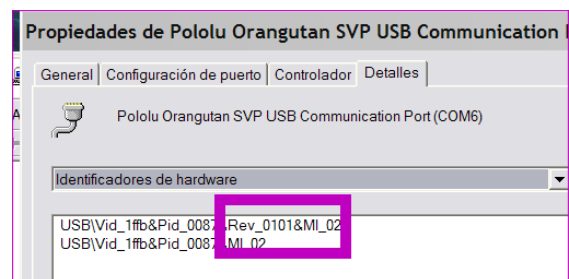 Propiedades de Pololu Orangutan SVP USB Communication
General Configuración de puerto Controlador Detalles
Pololu Orangutan SVP USB Communication Port (COM6)
Identificadores de hardware
USB\Vid_1ffb&Pid_0087&Rev_0101&MI_02
USB\Vid_1ffb&Pid_0087&MI_02